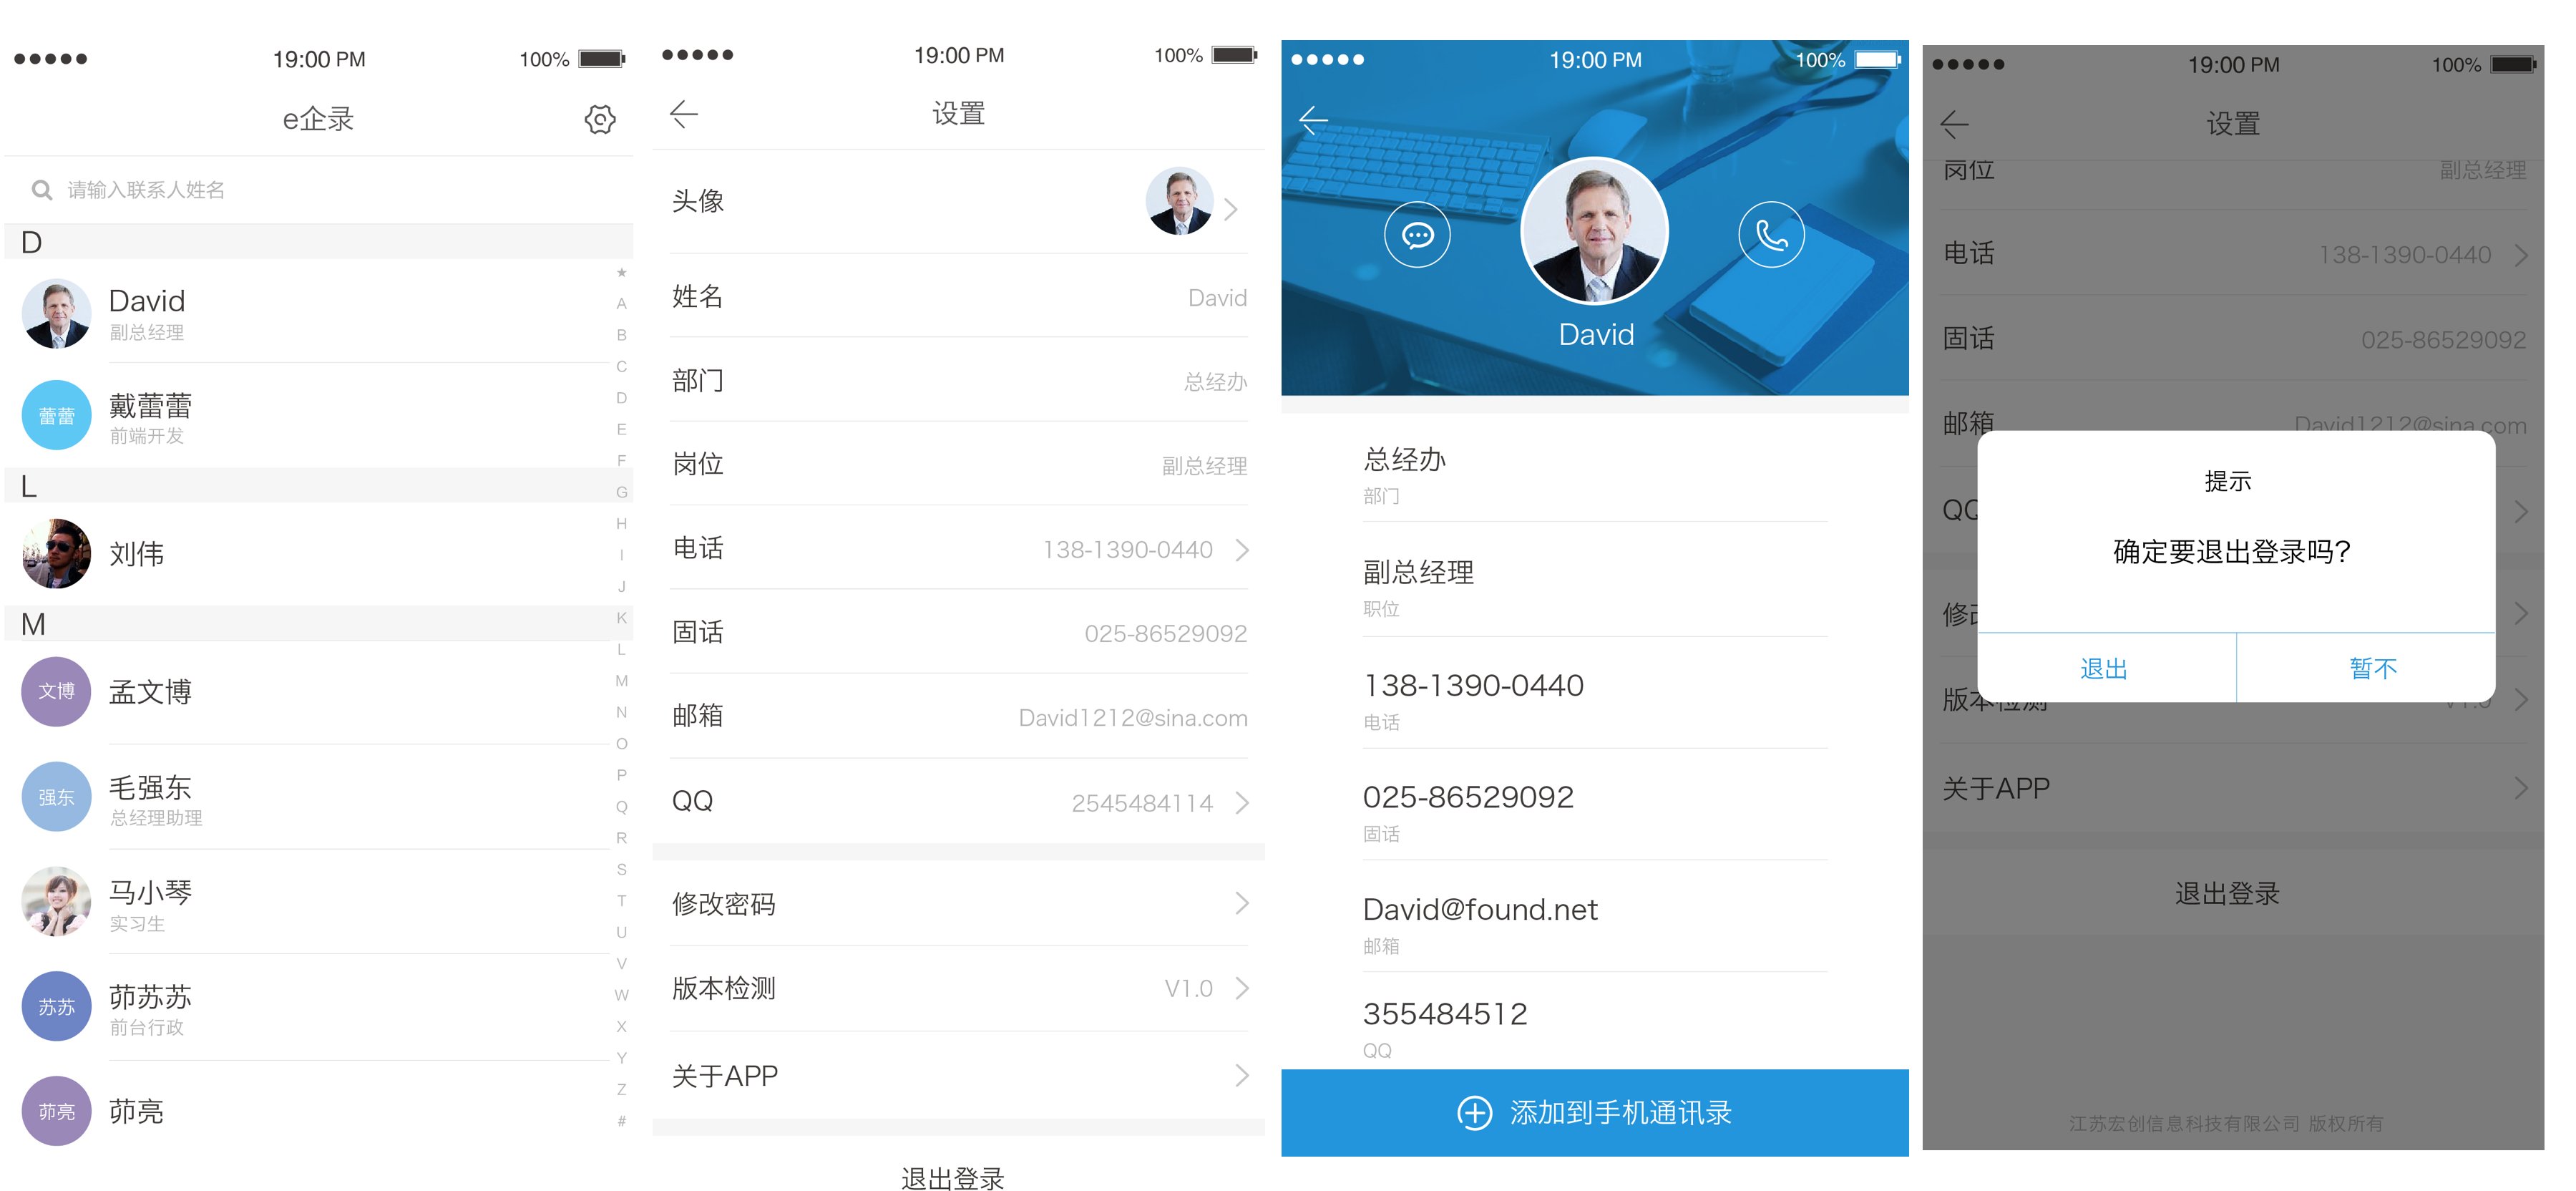 19:00 PM
100%
e企录
请输入联系人姓名
D
David
副总经理
蕾蕾
戴蕾蕾
前端开发
L
刘伟
M
文博
孟文博
强东
毛强东
总经理助理
马小琴
实习生
苏苏
茆苏苏
前台行政
茆亮
茆亮
★
A
B
C
D
E
F
G
H
I
J
K
L
M
N
O
P
Q
R
S
T
U
V
W
X
Y
Z
#
19:00 PM
100%
设置
头像
姓名
David
部门
总经办
岗位
副总经理
电话
138-1390-0440
固话
025-86529092
邮箱
David1212@sina.com
QQ
2545484114
修改密码
版本检测
V1.0
关于APP
退出登录
19:00 PM
100%
David
总经办
部门
副总经理
职位
138-1390-0440
电话
025-86529092
固话
David@found.net
邮箱
355484512
QQ
添加到手机通讯录
19:00 PM
100%
设置
岗位
副总经理
电话
138-1390-0440
固话
025-86529092
邮箱
David1212@sina.com
提示
确定要退出登录吗?
退出
暂不
版本检测
V1.0
关于APP
退出登录
江苏宏创信息科技有限公司 版权所有